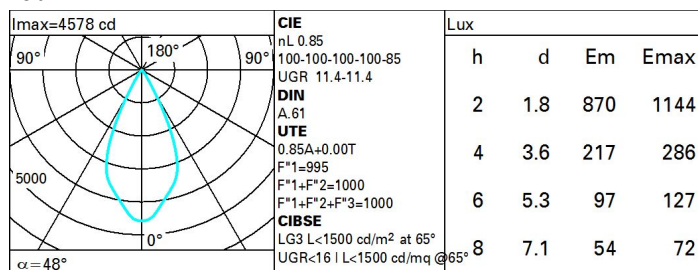 Imax=4578 cd
90° 180° 90°
5000
0°
α=48°
CIE
nL 0.85
100-100-100-100-85
UGR 11.4-11.4
DIN
A.61
UTE
0.85A+0.00T
F"1=995
F"1+F"2=1000
F"1+F"2+F"3=1000
CIBSE
LG3 L<1500 cd/m² at 65°
UGR<16 | L<1500 cd/mq @65°
Lux
h d Em Emax
2 1.8 870 1144
4 3.6 217 286
6 5.3 97 127
8 7.1 54 72